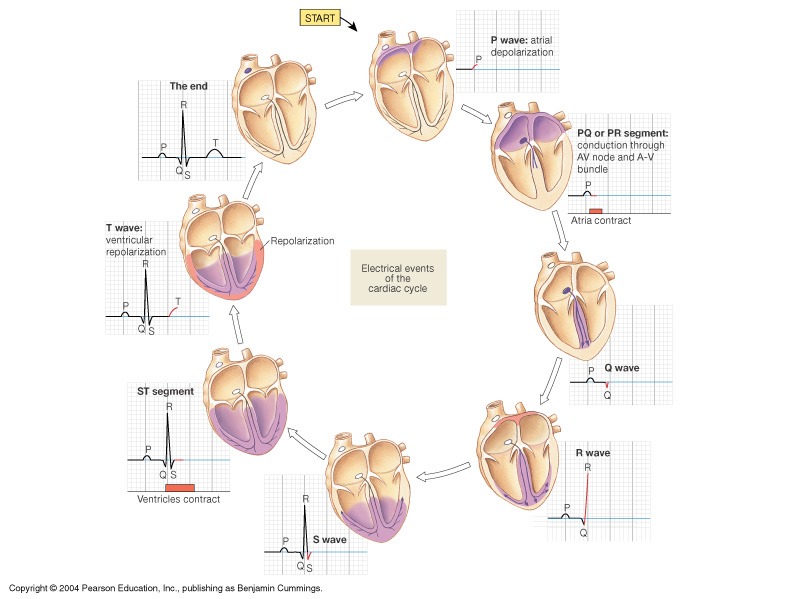 START
P wave: atrial
depolarization
P
PQ or PR segment:
conduction through
AV node and A-V
bundle
P
Atria contract
Q wave
P
Q
R wave
R
P
Q
S wave
R
P
Q S
ST segment
R
P
Q S
Ventricles contract
T wave:
ventricular
repolarization
R
P
T
Q S
Repolarization
The end
R
P
T
Q S
Electrical events
of the
cardiac cycle
Copyright © 2004 Pearson Education, Inc., publishing as Benjamin Cummings.